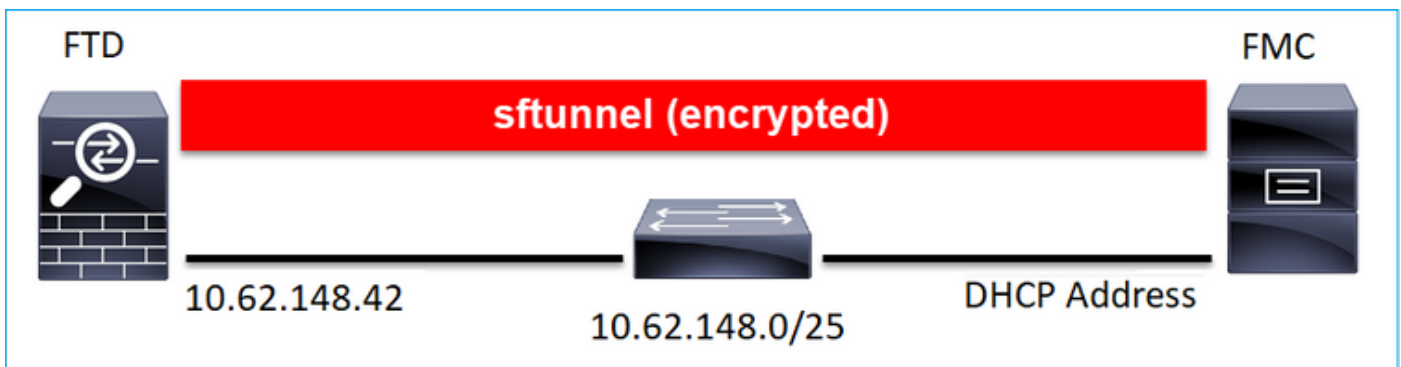 FTD
FMC
sftunnel (encrypted)
10.62.148.42
DHCP Address
10.62.148.0/25